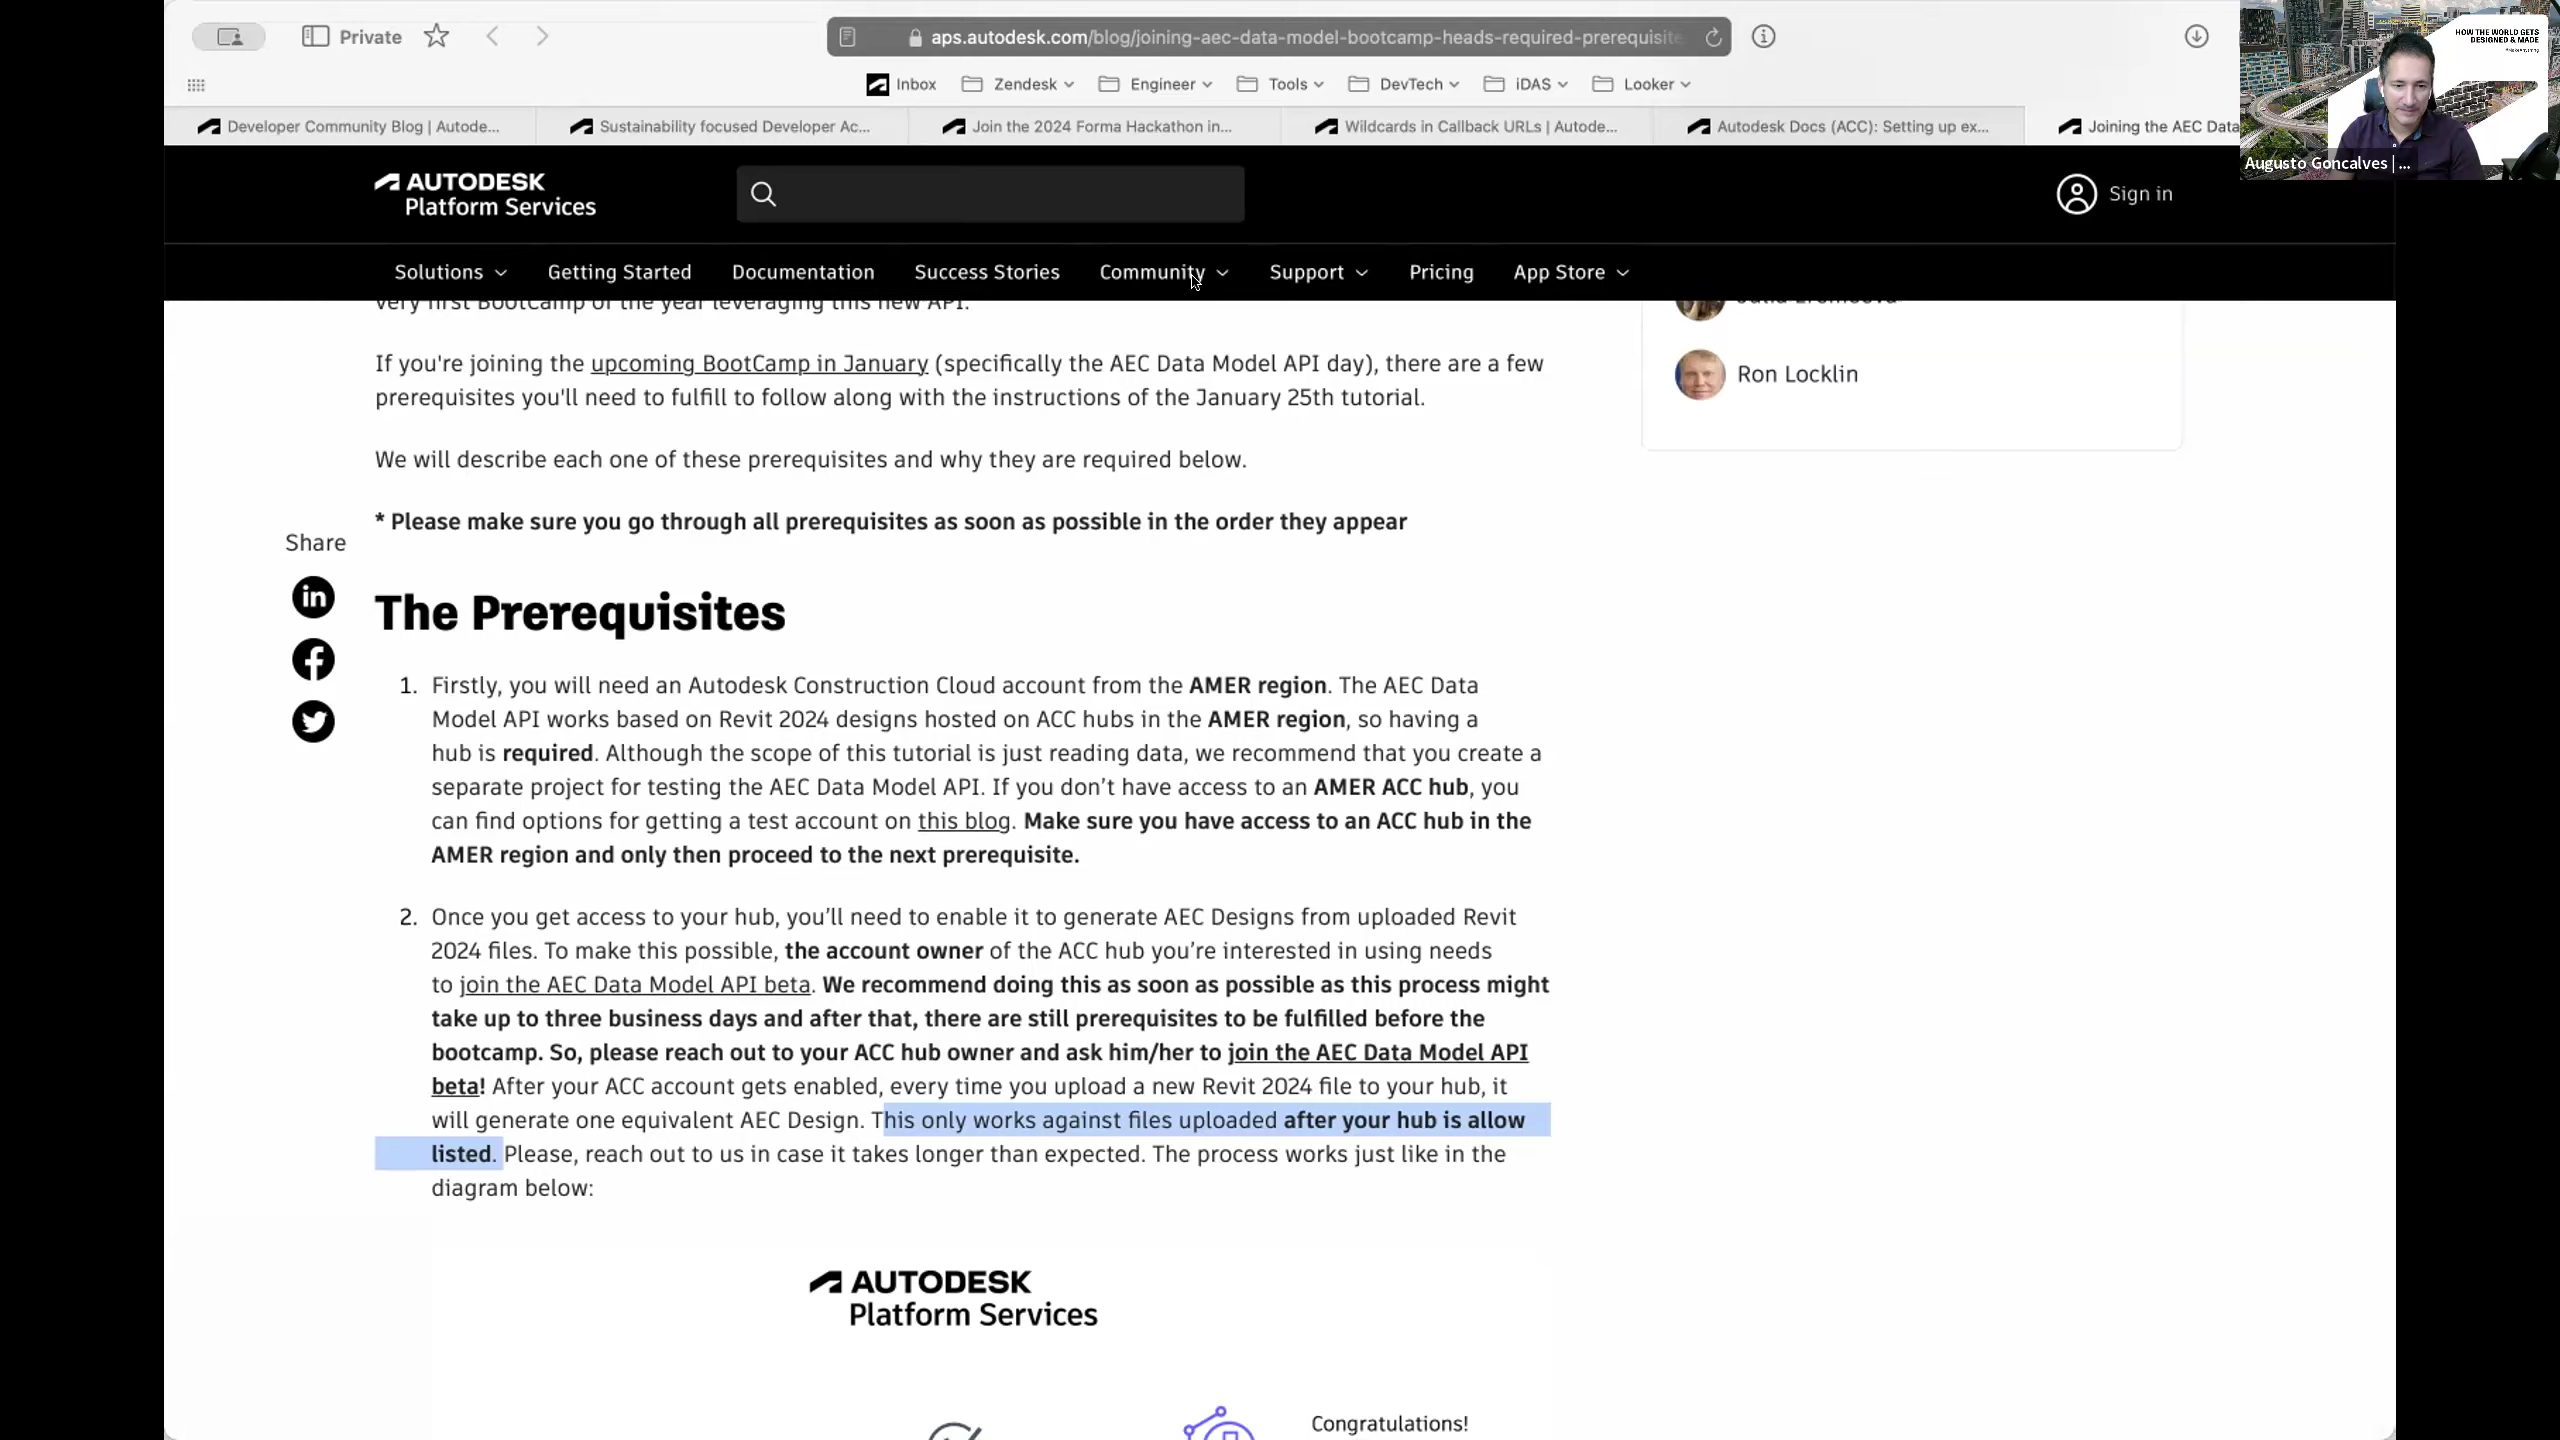 Private
aps.autodesk.com/blog/joining-aec-data-model-bootcamp-heads-required-prerequisite
HOW THE WORLD GETS
DESIGNED & MADE
Inbox
Zendesk
Engineer
Tools
DevTech
iDAS
Looker
Developer Community Blog | Autode...
Sustainability focused Developer Ac...
Join the 2024 Forma Hackathon in...
Wildcards in Callback URLs | Autode...
Autodesk Docs (ACC): Setting up ex...
Joining the AEC Data
Augusto Goncalves | ...
AUTODESK
Platform Services
Sign in
Solutions
Getting Started
Documentation
Success Stories
Community
Support
Pricing
App Store
very first BootCamp of the year leveraging this new API.
If you're joining the upcoming BootCamp in January (specifically the AEC Data Model API day), there are a few
prerequisites you'll need to fulfill to follow along with the instructions of the January 25th tutorial.
Ron Locklin
We will describe each one of these prerequisites and why they are required below.
* Please make sure you go through all prerequisites as soon as possible in the order they appear
Share
The Prerequisites
1. Firstly, you will need an Autodesk Construction Cloud account from the AMER region. The AEC Data
Model API works based on Revit 2024 designs hosted on ACC hubs in the AMER region, so having a
hub is required. Although the scope of this tutorial is just reading data, we recommend that you create a
separate project for testing the AEC Data Model API. If you don’t have access to an AMER ACC hub, you
can find options for getting a test account on this blog. Make sure you have access to an ACC hub in the
AMER region and only then proceed to the next prerequisite.
2. Once you get access to your hub, you’ll need to enable it to generate AEC Designs from uploaded Revit
2024 files. To make this possible, the account owner of the ACC hub you’re interested in using needs
to join the AEC Data Model API beta. We recommend doing this as soon as possible as this process might
take up to three business days and after that, there are still prerequisites to be fulfilled before the
bootcamp. So, please reach out to your ACC hub owner and ask him/her to join the AEC Data Model API
beta! After your ACC account gets enabled, every time you upload a new Revit 2024 file to your hub, it
will generate one equivalent AEC Design. This only works against files uploaded after your hub is allow
listed. Please, reach out to us in case it takes longer than expected. The process works just like in the
diagram below:
AUTODESK
Platform Services
Congratulations!